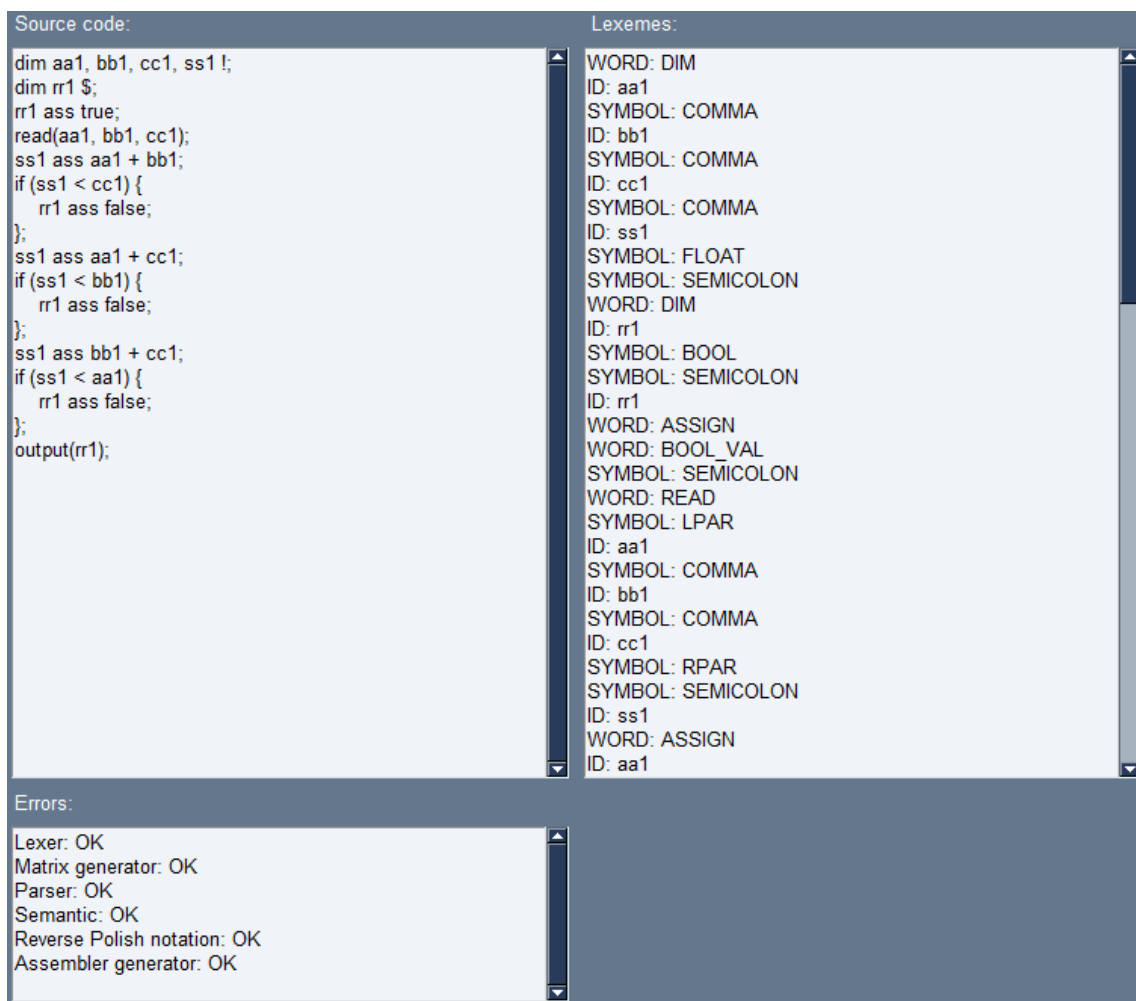 Source code:
dim aa1, bb1, cc1, ss1 !;
dim rr1 $;
rr1 ass true;
read(aa1, bb1, cc1);
ss1 ass aa1 + bb1;
if (ss1 < cc1) {
    rr1 ass false;
};
ss1 ass aa1 + cc1;
if (ss1 < bb1) {
    rr1 ass false;
};
ss1 ass bb1 + cc1;
if (ss1 < aa1) {
    rr1 ass false;
};
output(rr1);
Lexemes:
WORD: DIM
ID: aa1
SYMBOL: COMMA
ID: bb1
SYMBOL: COMMA
ID: cc1
SYMBOL: COMMA
ID: ss1
SYMBOL: FLOAT
SYMBOL: SEMICOLON
WORD: DIM
ID: rr1
SYMBOL: BOOL
SYMBOL: SEMICOLON
ID: rr1
WORD: ASSIGN
WORD: BOOL_VAL
SYMBOL: SEMICOLON
WORD: READ
SYMBOL: LPAR
ID: aa1
SYMBOL: COMMA
ID: bb1
SYMBOL: COMMA
ID: cc1
SYMBOL: RPAR
SYMBOL: SEMICOLON
ID: ss1
WORD: ASSIGN
ID: aa1
Errors:
Lexer: OK
Matrix generator: OK
Parser: OK
Semantic: OK
Reverse Polish notation: OK
Assembler generator: OK